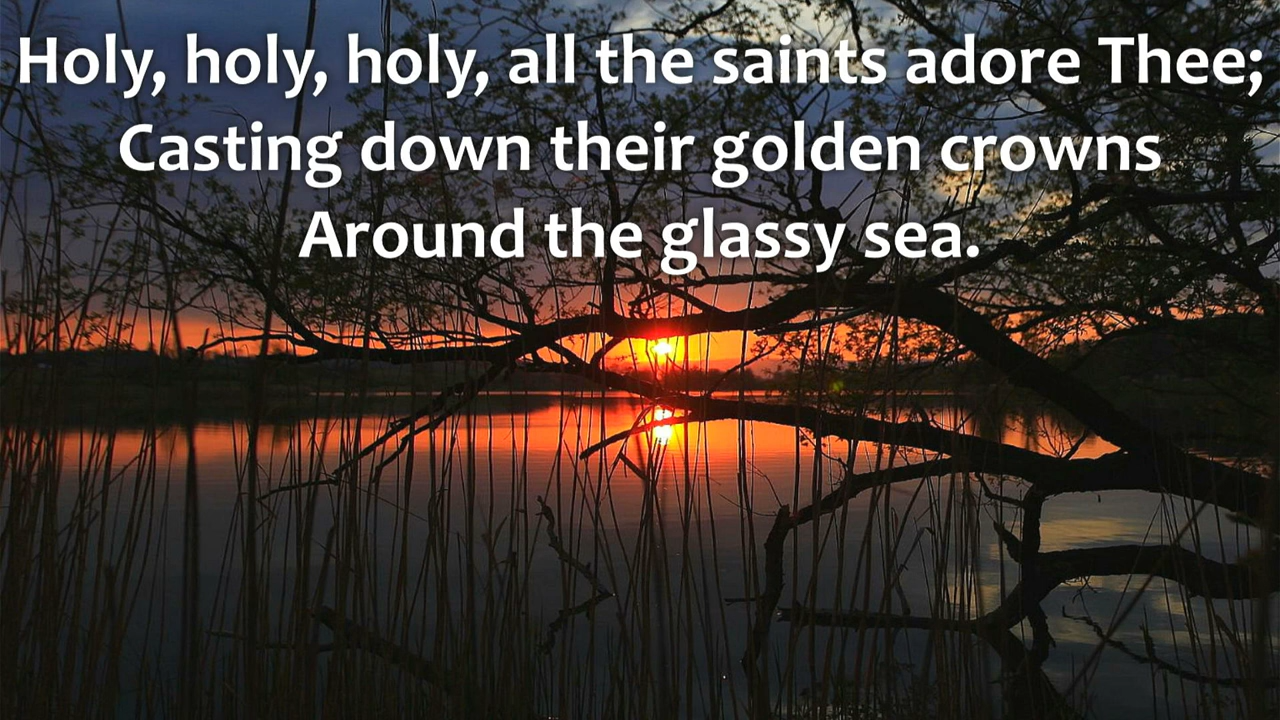 Holy, holy, holy, all the saints adore Thee;
Casting down their golden crowns
Around the glassy sea.